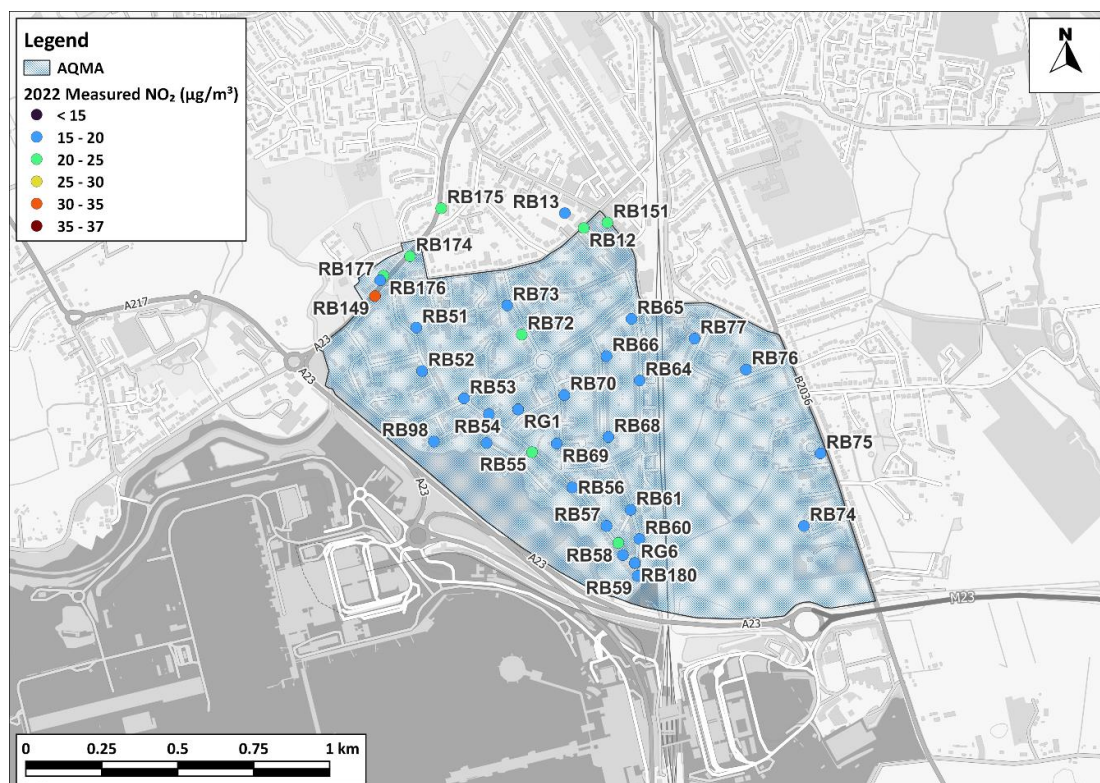 Legend
AQMA
2022 Measured NO₂ (µg/m³)
< 15
15 - 20
20 - 25
25 - 30
30 - 35
35 - 37
N
RB175
RB13
RB151
RB12
RB174
RB177
RB176
RB149
A217
A23
A23
RB73
RB65
RB51
RB72
RB77
RB66
RB76
RB52
RB64
B2036
RB53
RB70
RG1
RB54
RB98
RB68
RB69
RB75
RB55
RB56
A23
RB61
RB57
RB60
RB74
RB58
RG6
A23
RB180
RB59
M23
A23
0 0.25 0.5 0.75 1 km